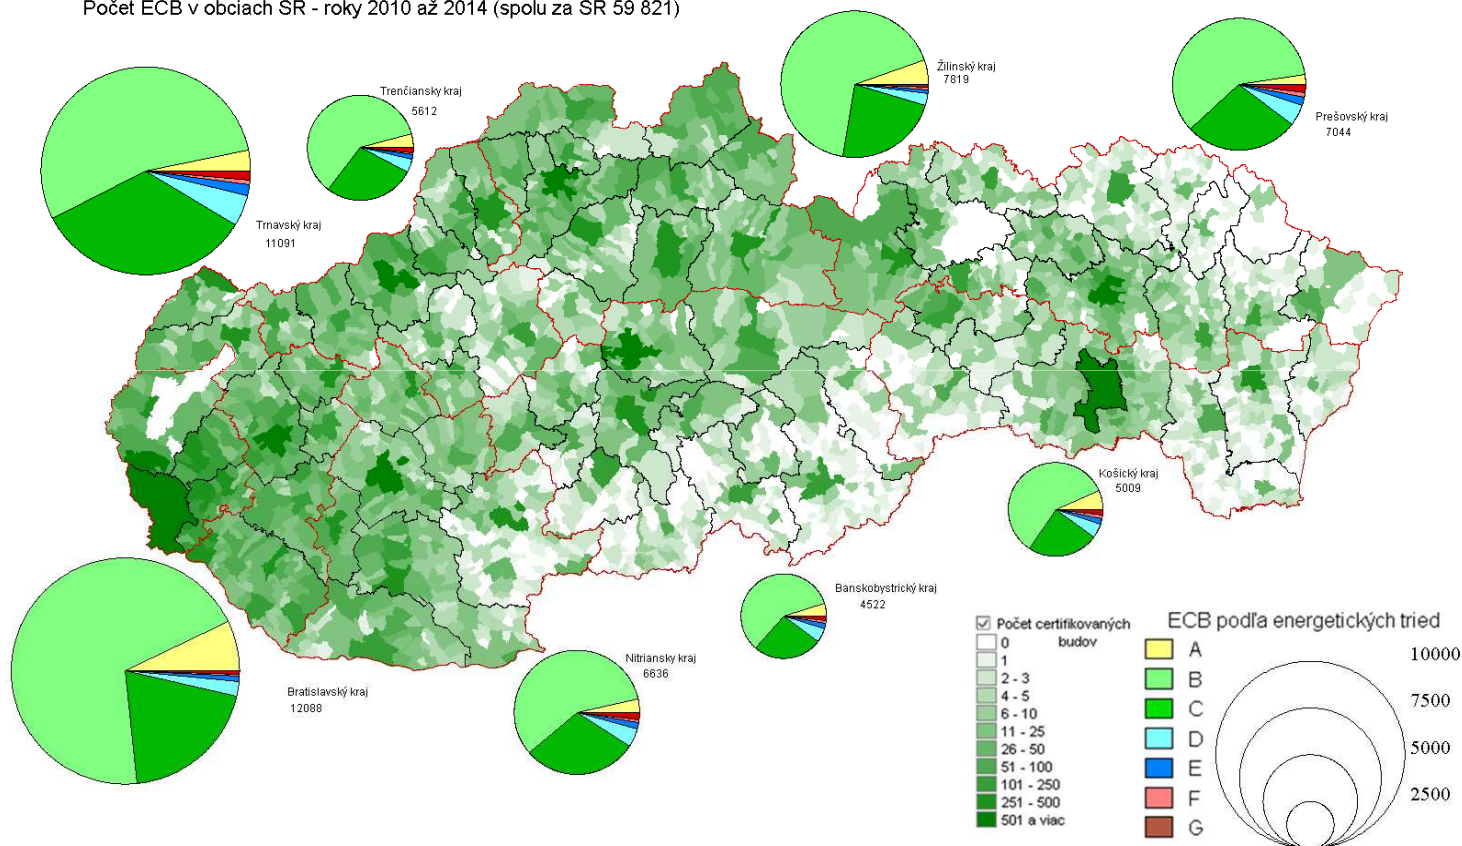 Počet ECB v obciach SR - roky 2010 až 2014 (spolu za SR 59 821)
Trenčiansky kraj
5612
Žilinský kraj
7819
Prešovský kraj
7044
Trnavský kraj
11091
Košický kraj
5009
Banskobystrický kraj
4522
Nitriansky kraj
6636
Bratislavský kraj
12088
Počet certifikovaných
budov
0
1
2 - 3
4 - 5
6 - 10
11 - 25
26 - 50
51 - 100
101 - 250
251 - 500
501 a viac
ECB podľa energetických tried
A
B
C
D
E
F
G
10000
7500
5000
2500